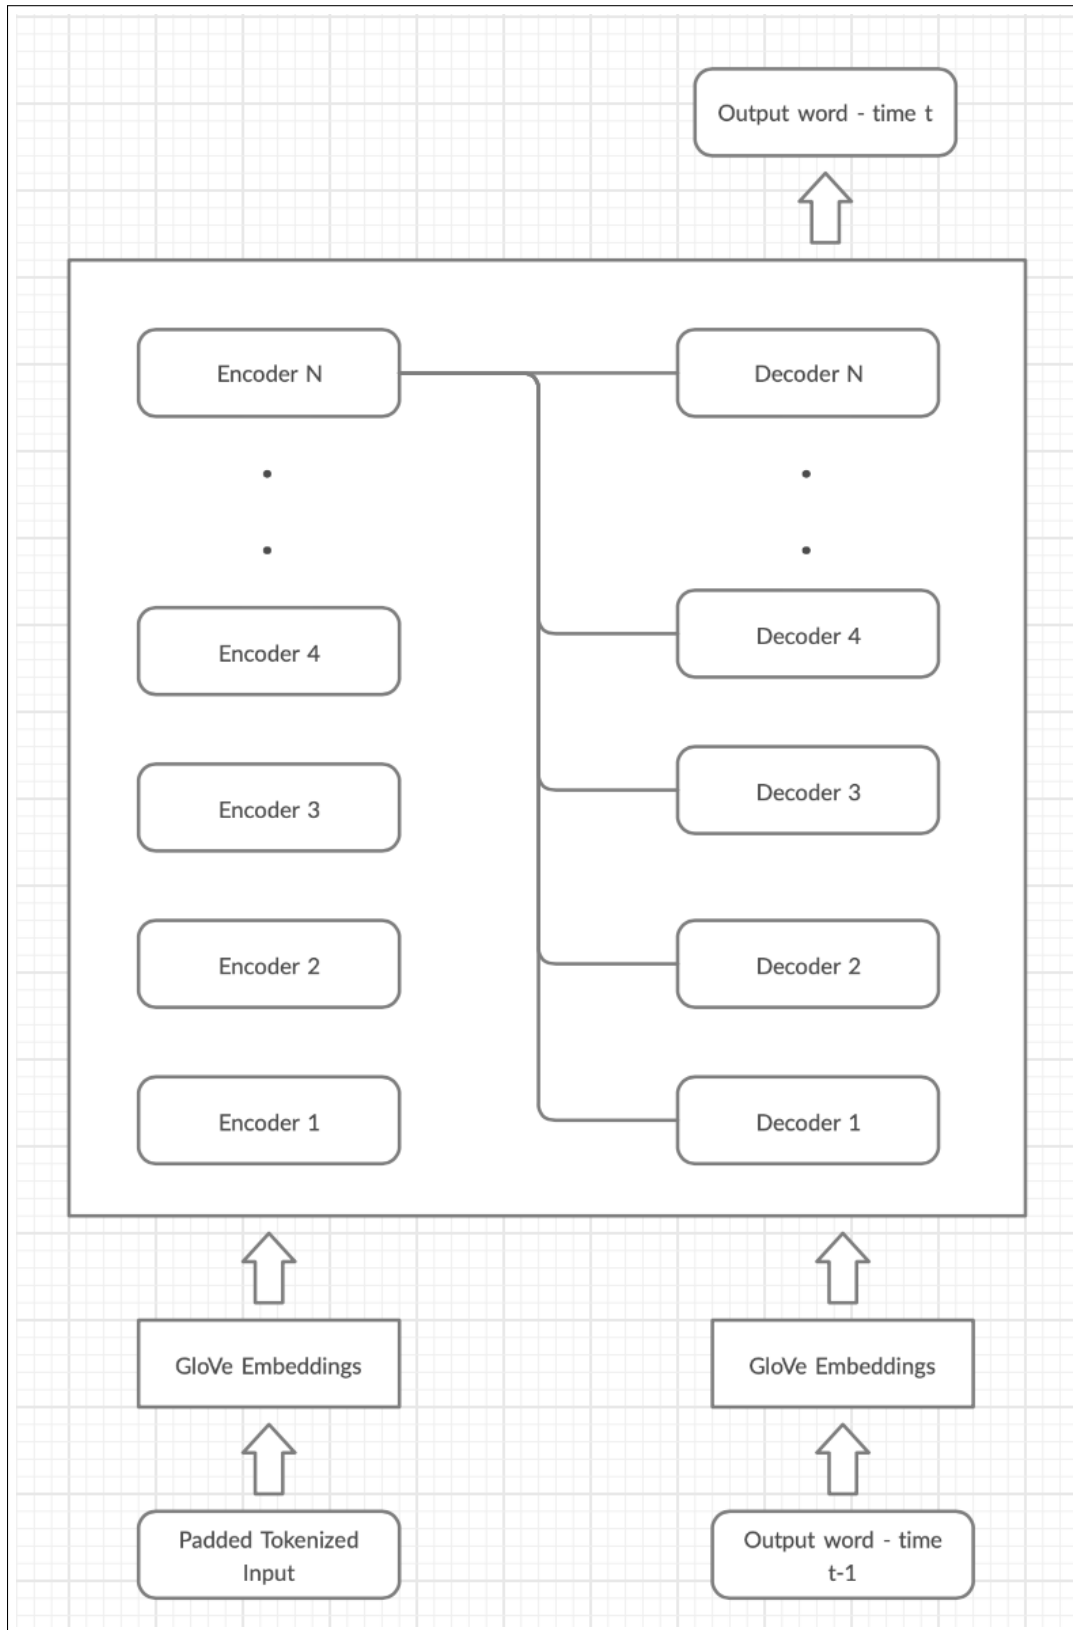 Output word - time t
Encoder N
Decoder N
Encoder 4
Decoder 4
Encoder 3
Decoder 3
Encoder 2
Decoder 2
Encoder 1
Decoder 1
GloVe Embeddings
GloVe Embeddings
Padded Tokenized
Input
Output word - time
t-1